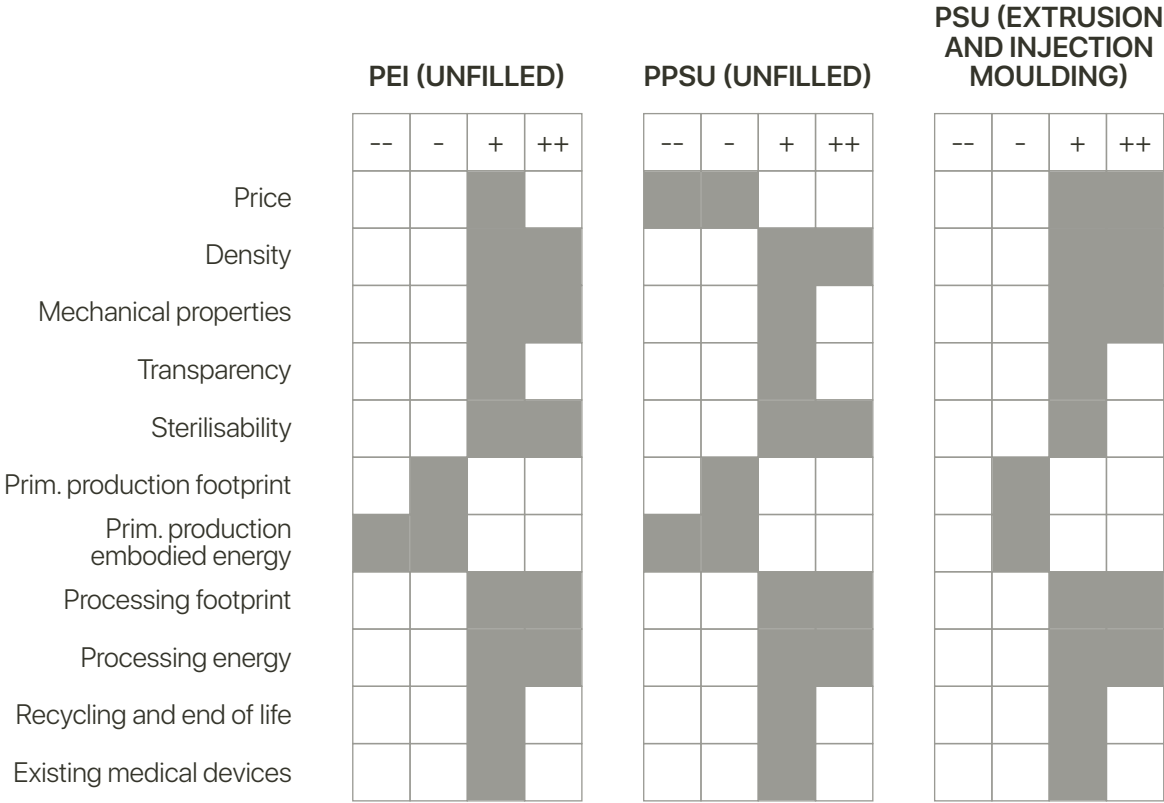 PEI (UNFILLED)
PPSU (UNFILLED)
PSU (EXTRUSION
AND INJECTION
MOULDING)
-- - + ++
-- - + ++
-- - + ++
Price
Density
Mechanical properties
Transparency
Sterilisability
Prim. production footprint
Prim. production
embodied energy
Processing footprint
Processing energy
Recycling and end of life
Existing medical devices